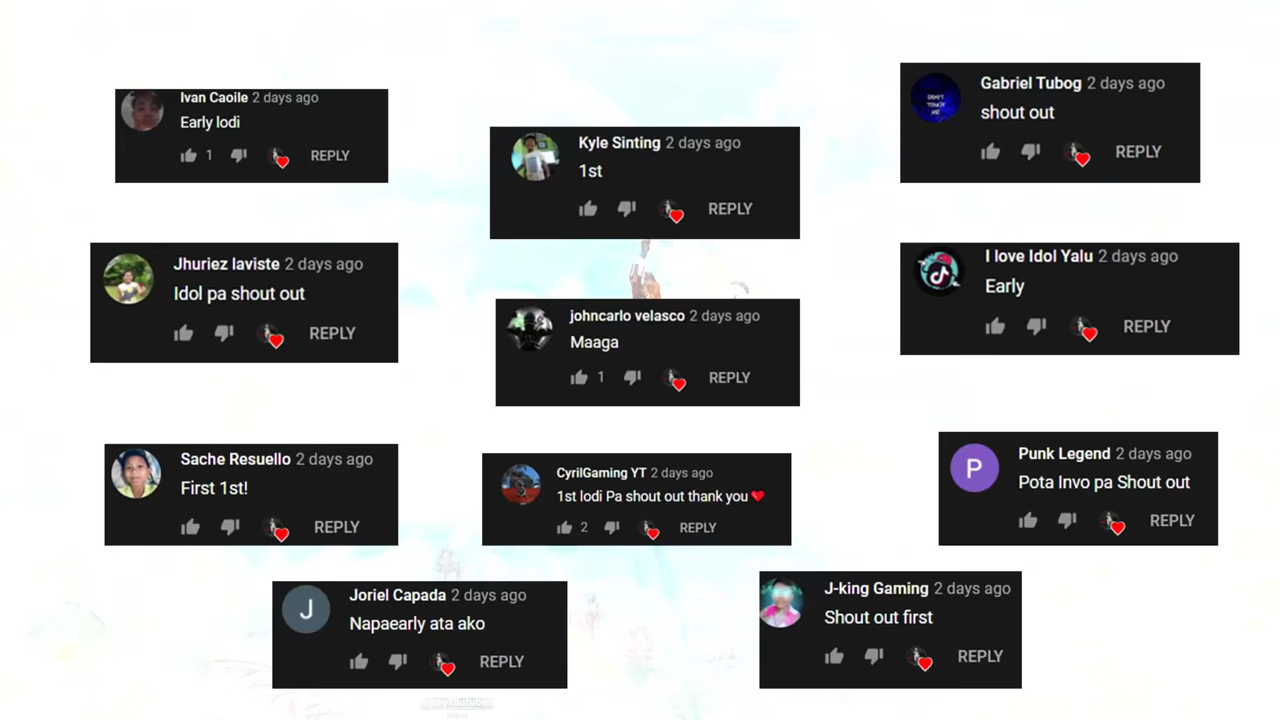 Ivan Caoile 2 days ago
Early lodi
1 REPLY
Kyle Sinting 2 days ago
1st
REPLY
Gabriel Tubog 2 days ago
shout out
REPLY
Jhuriez laviste 2 days ago
Idol pa shout out
REPLY
johncarlo velasco 2 days ago
Maaga
1 REPLY
I love Idol Yalu 2 days ago
Early
REPLY
Sache Resuello 2 days ago
First 1st!
REPLY
CyrilGaming YT 2 days ago
1st lodi Pa shout out thank you ❤
2 REPLY
P
Punk Legend 2 days ago
Pota Invo pa Shout out
REPLY
J
Joriel Capada 2 days ago
Napaearly ata ako
REPLY
J-king Gaming 2 days ago
Shout out first
REPLY